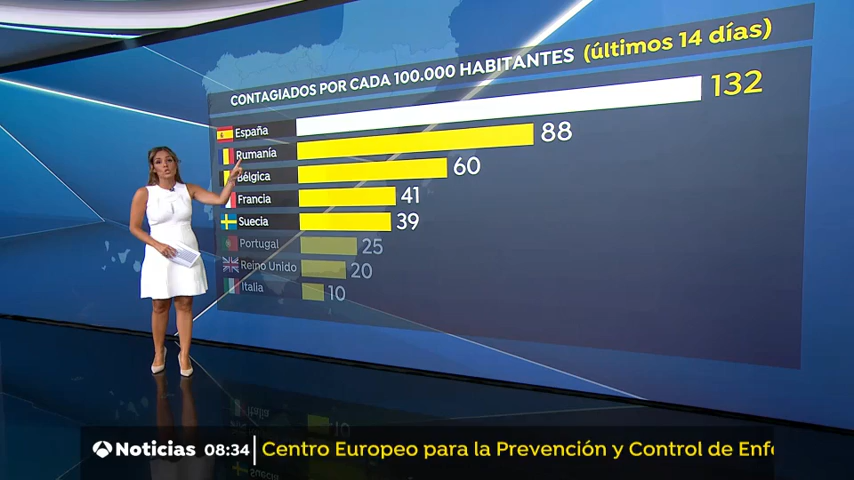 CONTAGIADOS POR CADA 100.000 HABITANTES (últimos 14 días)
España 132
Rumanía 88
Bélgica 60
Francia 41
Suecia 39
Portugal 25
Reino Unido 20
Italia 10
Noticias 08:34 Centro Europeo para la Prevención y Control de Enfe